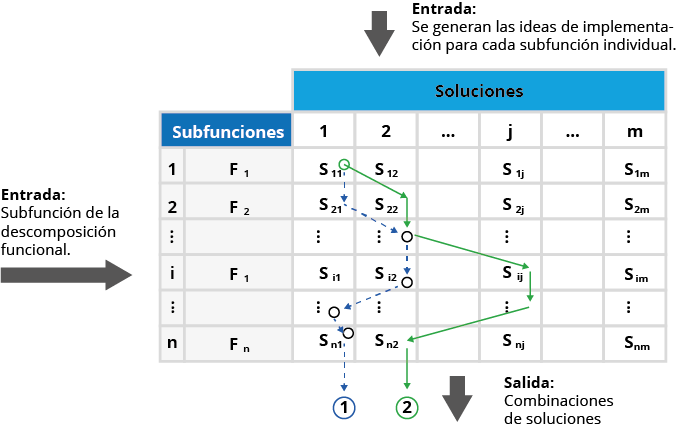 Entrada:
Se generan las ideas de implementa-
ción para cada subfunción individual.
Soluciones
Subfunciones 1 2 ... j ... m
1 F 1 S 11 S 12 S 1j S 1m
2 F 2 S 21 S 22 S 2j S 2m
⋮ ⋮ ⋮ ⋮ ⋮
i F 1 S i1 S i2 S ij S im
⋮ ⋮ ⋮ ⋮ ⋮
n F n S n1 S n2 S nj S nm
Entrada:
Subfunción de la
descomposición
funcional.
1 2
Salida:
Combinaciones
de soluciones